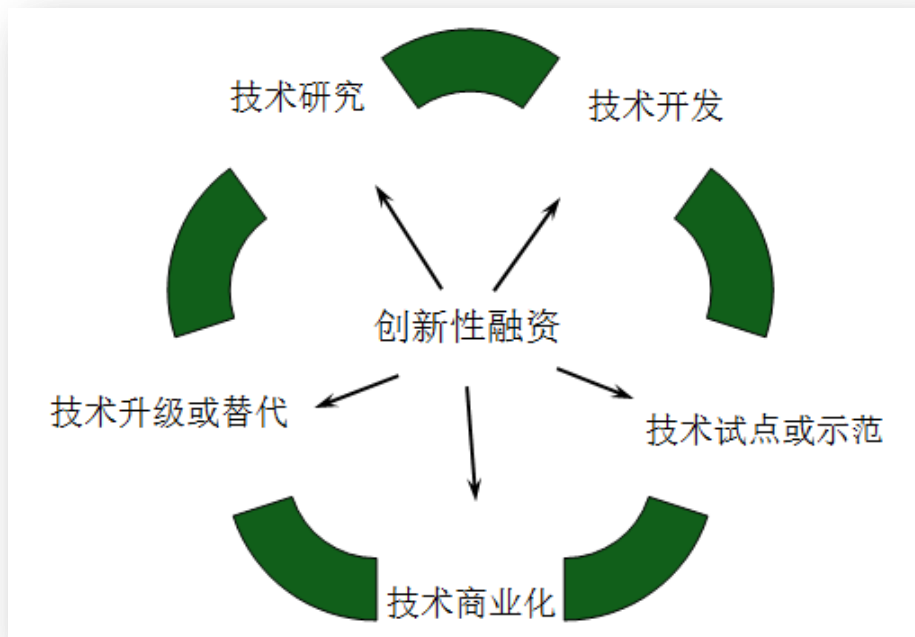 技术研究
技术开发
创新性融资
技术升级或替代
技术试点或示范
技术商业化